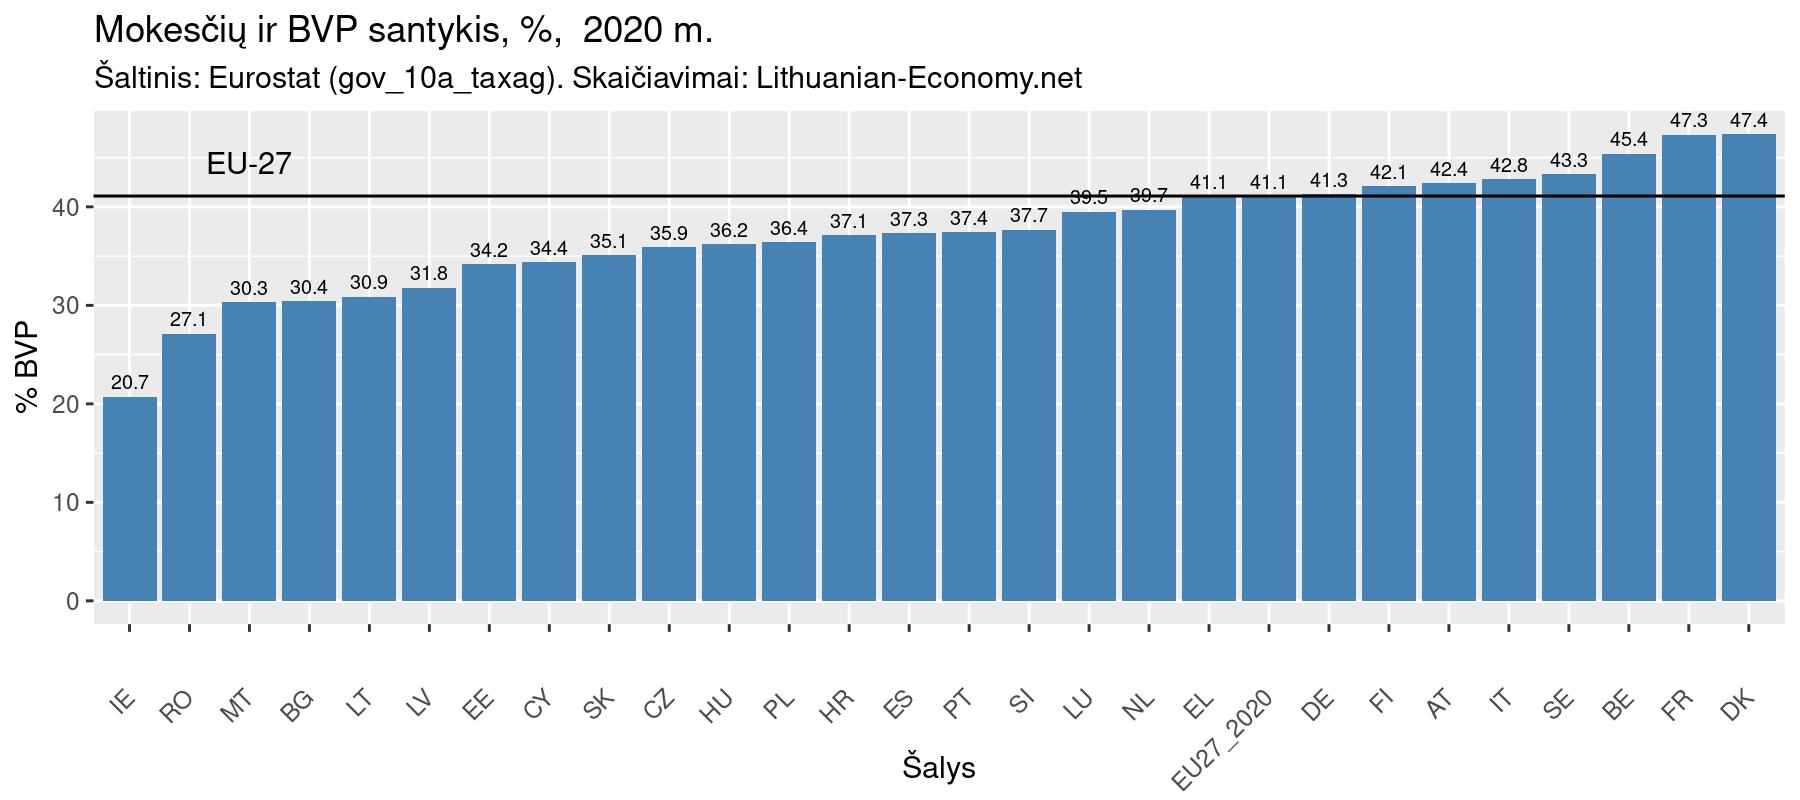 Mokesčių ir BVP santykis, %,  2020 m.
Šaltinis: Eurostat (gov_10a_taxag). Skaičiavimai: Lithuanian-Economy.net
EU-27
20.7 27.1 30.3 30.4 30.9 31.8 34.2 34.4 35.1 35.9 36.2 36.4 37.1 37.3 37.4 37.7 39.5 39.7 41.1 41.1 41.3 42.1 42.4 42.8 43.3 45.4 47.3 47.4
40
30
20
10
0
% BVP
IE RO MT BG LT LV EE CY SK CZ HU PL HR ES PT SI LU NL EL EU27_2020 DE FI AT IT SE BE FR DK
Šalys